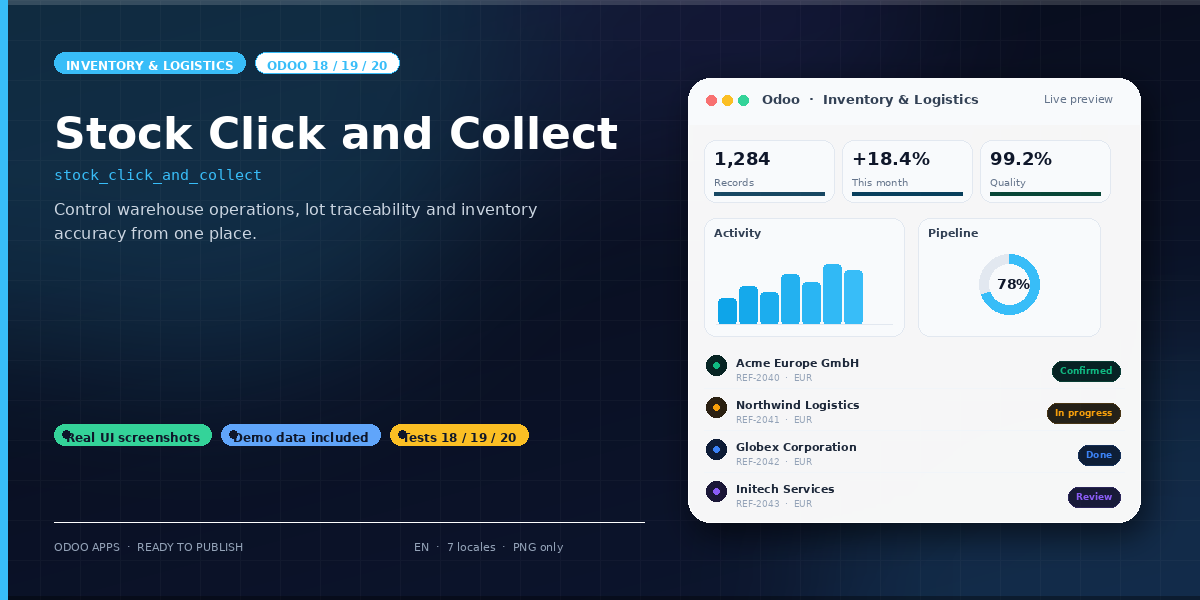 INVENTORY & LOGISTICS
ODOO 18 / 19 / 20
Stock Click and Collect
stock_click_and_collect
Control warehouse operations, lot traceability and inventory
accuracy from one place.
Real UI screenshots
Demo data included
Tests 18 / 19 / 20
ODOO APPS · READY TO PUBLISH
EN · 7 locales · PNG only
Odoo · Inventory & Logistics
Live preview
1,284
Records
+18.4%
This month
99.2%
Quality
Activity
Pipeline
78%
Acme Europe GmbH
REF-2040 · EUR
Confirmed
Northwind Logistics
REF-2041 · EUR
In progress
Globex Corporation
REF-2042 · EUR
Done
Initech Services
REF-2043 · EUR
Review